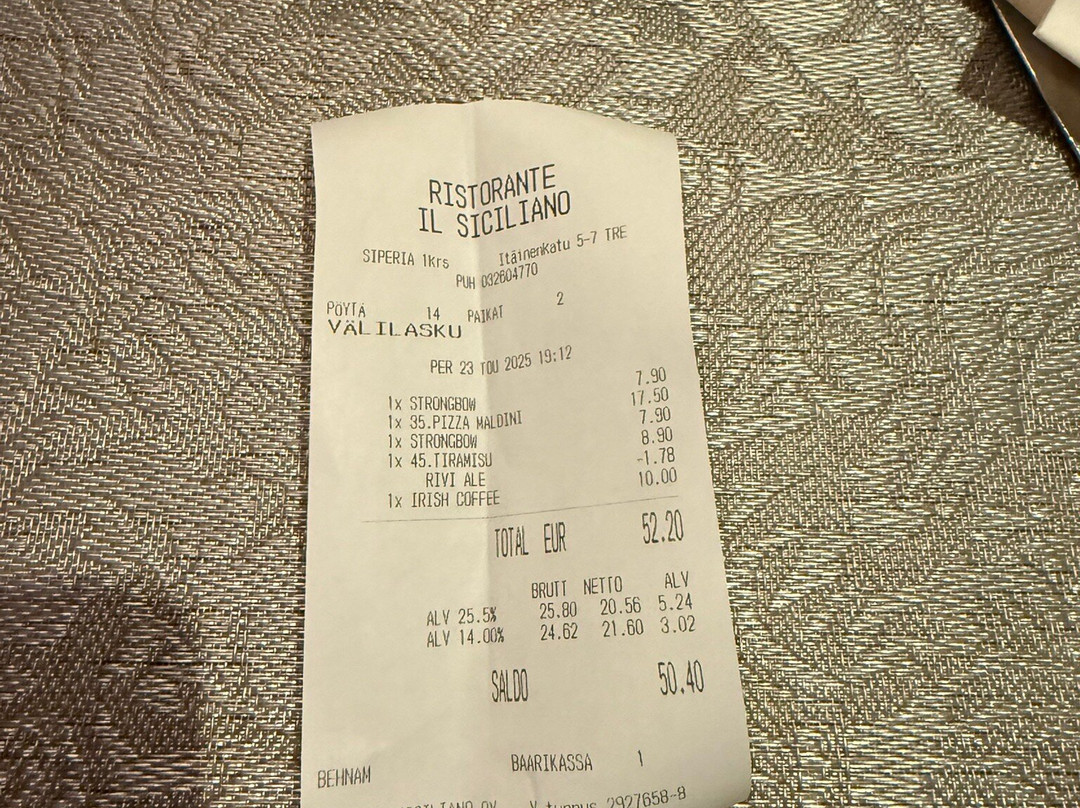 RISTORANTE
IL SICILIANO
SIPERIA 1krs Itäinenkatu 5-7 TRE
PUH 032604770
PÖYTÄ 14 PAIKAT 2
VÄLILASKU
PER 23 TOU 2025 19:12
1x STRONGBOW 7.90
1x 35.PIZZA MALDINI 17.50
1x STRONGBOW 7.90
1x 45.TIRAMISU 8.90
RIVI ALE -1.78
1x IRISH COFFEE 10.00
TOTAL EUR 52.20
BRUTT NETTO ALV
ALV 25.5% 25.80 20.56 5.24
ALV 14.00% 24.62 21.60 3.02
SALDO 50.40
BEHNAM BAARIKASSA 1
2927658-8